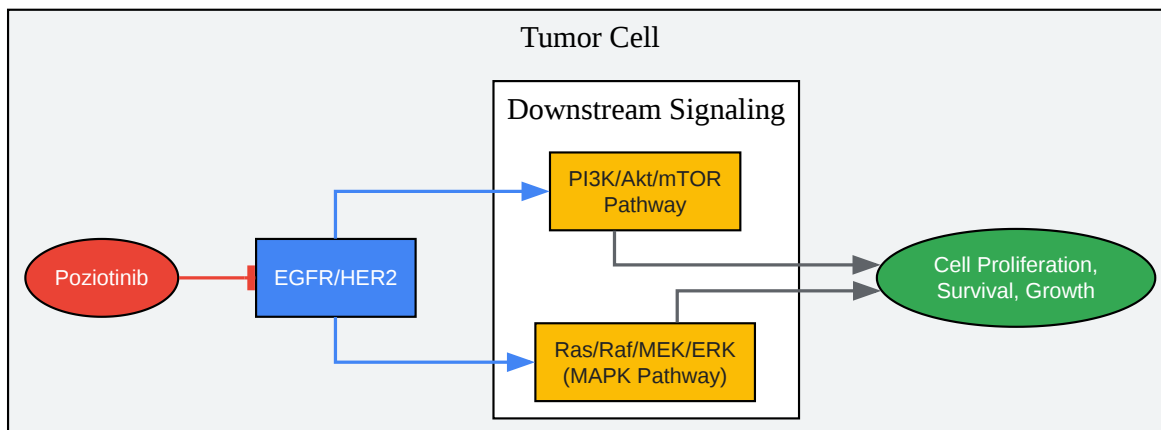 Tumor Cell
Downstream Signaling
PI3K/Akt/mTOR
Pathway
Poziotinib
EGFR/HER2
Cell Proliferation,
Survival, Growth
Ras/Raf/MEK/ERK
(MAPK Pathway)